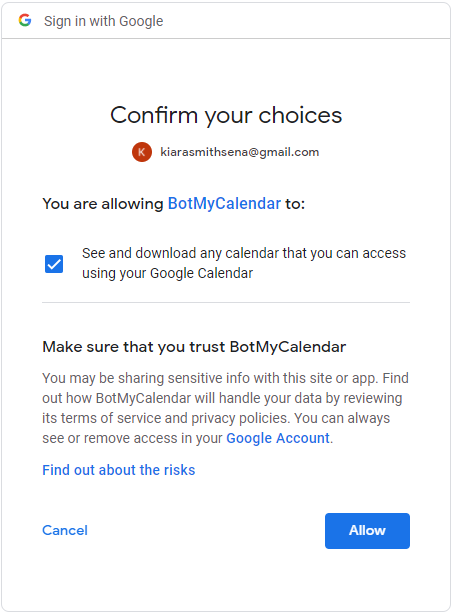 Sign in with Google
Confirm your choices
K kiarasmithsena@gmail.com
You are allowing BotMyCalendar to:
See and download any calendar that you can access
using your Google Calendar
Make sure that you trust BotMyCalendar
You may be sharing sensitive info with this site or app. Find
out how BotMyCalendar will handle your data by reviewing
its terms of service and privacy policies. You can always
see or remove access in your Google Account.
Find out about the risks
Cancel Allow